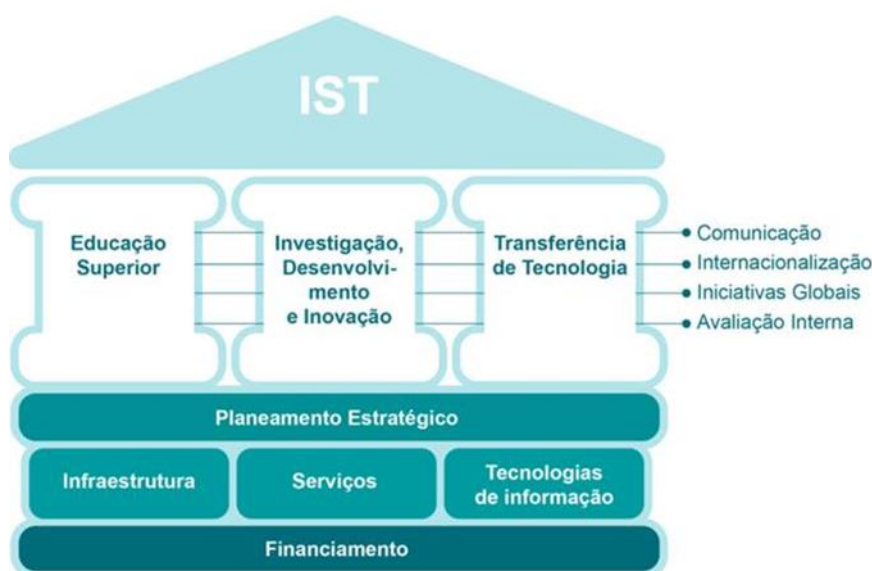 IST
Educação
Superior
Investigação,
Desenvolvi-
mento
e Inovação
Transferência
de Tecnologia
Comunicação
Internacionalização
Iniciativas Globais
Avaliação Interna
Planeamento Estratégico
Infraestrutura
Serviços
Tecnologias
de informação
Financiamento